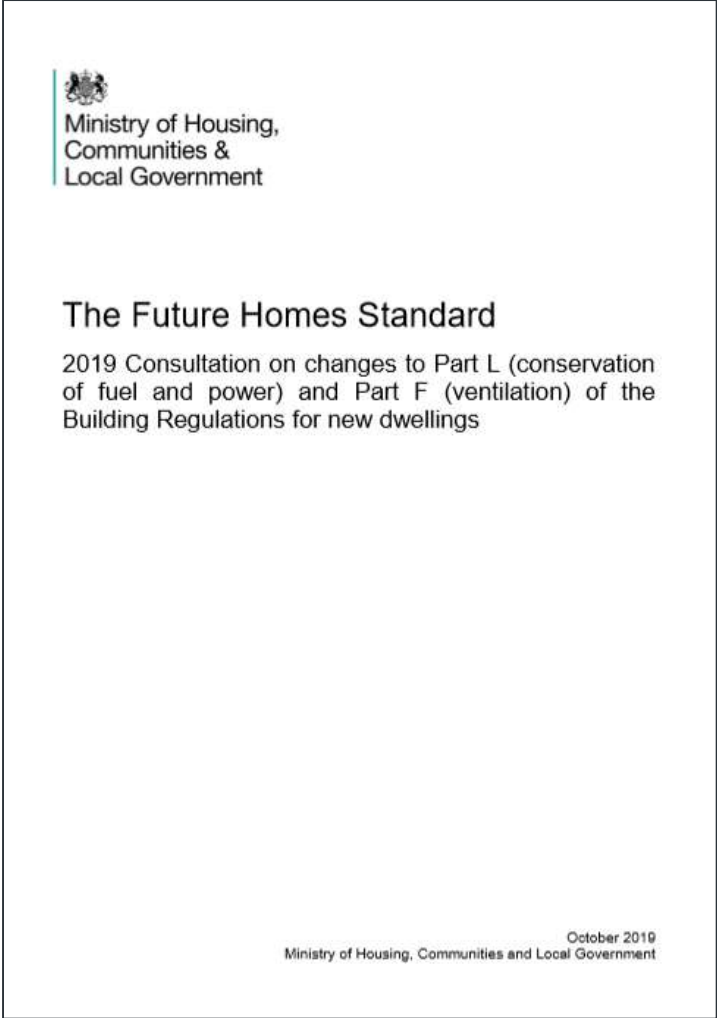 Ministry of Housing,
Communities &
Local Government
The Future Homes Standard
2019 Consultation on changes to Part L (conservation
of fuel and power) and Part F (ventilation) of the
Building Regulations for new dwellings
October 2019
Ministry of Housing, Communities and Local Government